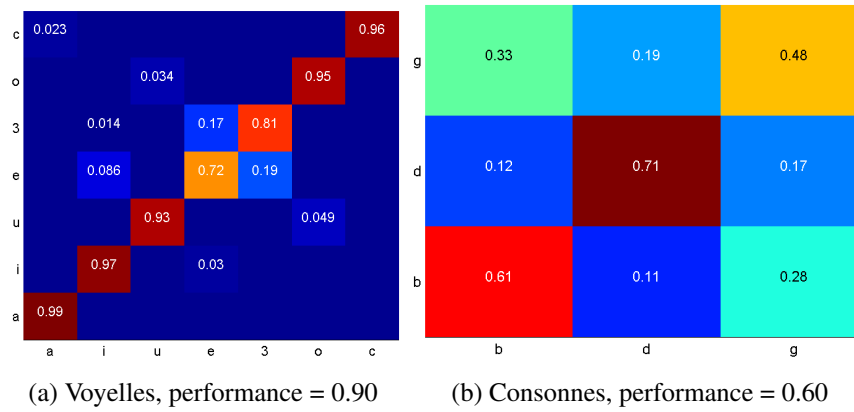 c 0.023 0.96
o 0.034 0.95
3 0.014 0.17 0.81
e 0.086 0.72 0.19
u 0.93 0.049
i 0.97 0.03
a 0.99
a i u e 3 o c
(a) Voyelles, performance = 0.90
g 0.33 0.19 0.48
d 0.12 0.71 0.17
b 0.61 0.11 0.28
b d g
(b) Consonnes, performance = 0.60